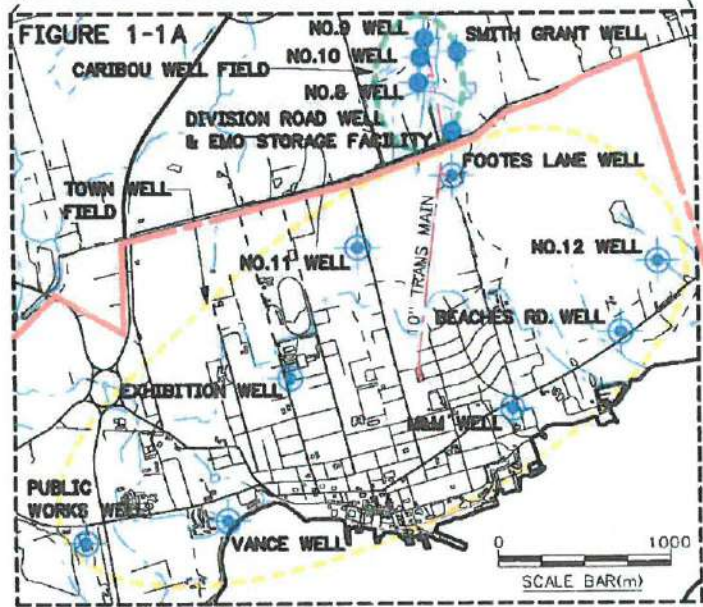 FIGURE 1-1A
NO.9 WELL
SMITH GRANT WELL
NO.10 WELL
CARIBOU WELL FIELD
NO.8 WELL
DIVISION ROAD WELL
& EMO STORAGE FACILITY
FOOTES LANE WELL
TOWN WELL
FIELD
10" TRANS MAIN
NO.11 WELL
NO.12 WELL
BEACHES RD. WELL
EXHIBITION WELL
M&M WELL
PUBLIC
WORKS WELL
VANCE WELL
0 1000
SCALE BAR(m)